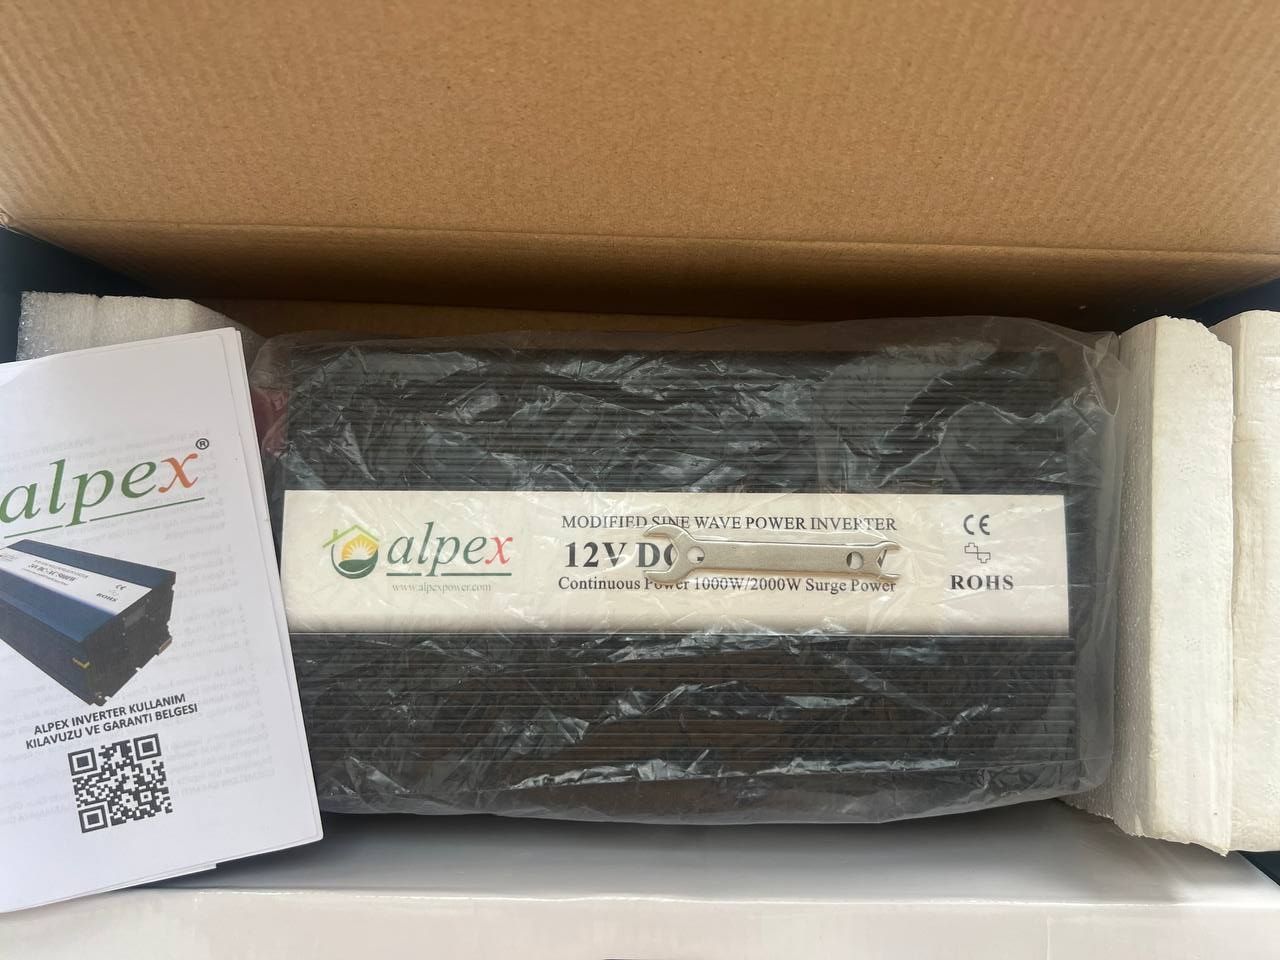 alpex®
ALPEX INVERTER KULLANIM
KILAVUZU VE GARANTİ BELGESİ
alpex
www.alpexpower.com
MODIFIED SINE WAVE POWER INVERTER
12V DC
Continuous Power 1000W/2000W Surge Power
CE
ROHS